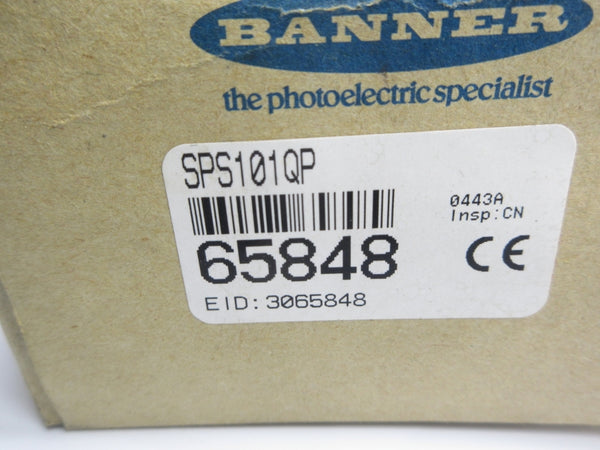 BANNER
the photoelectric specialist
SPS101QP
0443A
Insp:CN
65848
CE
EID:3065848